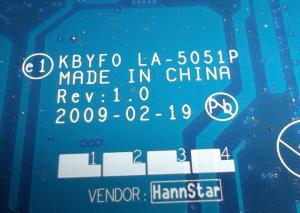 e1 KBYF0 LA-5051P
MADE IN CHINA
Rev:1.0
2009-02-19 Pb
1 2 3 4
VENDOR: HannStar